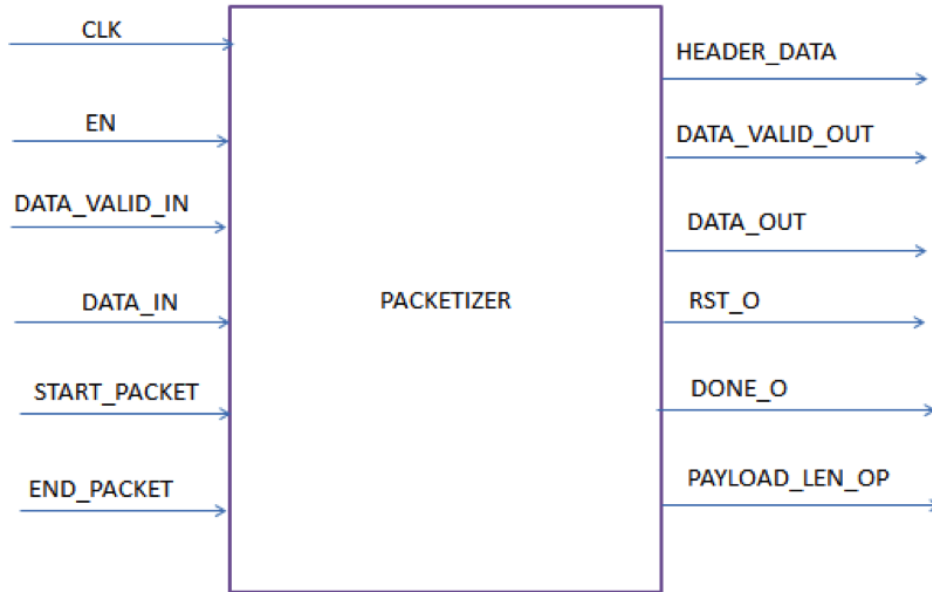 CLK
EN
DATA_VALID_IN
DATA_IN
START_PACKET
END_PACKET
PACKETIZER
HEADER_DATA
DATA_VALID_OUT
DATA_OUT
RST_O
DONE_O
PAYLOAD_LEN_OP